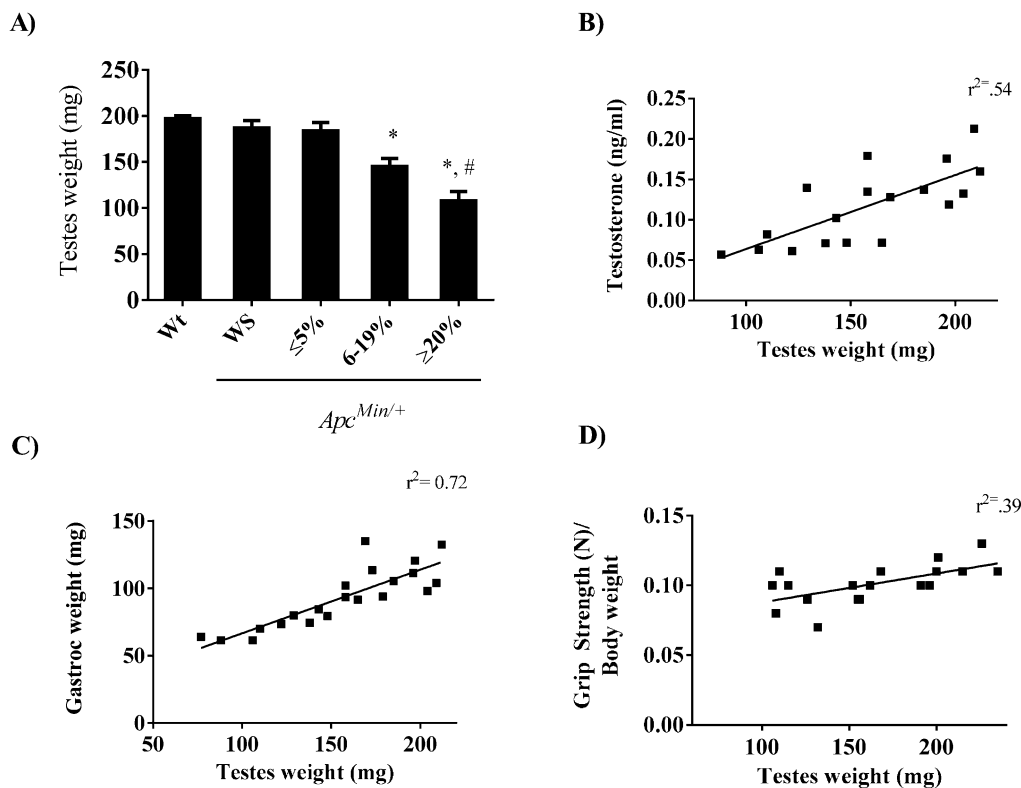 A)
Testes weight (mg)
250
200
150
100
50
0
*
*, #
Wt
WS
≤5%
6-19%
≥20%
Apc^Min/+
B)
r²=.54
Testosterone (ng/ml)
0.25
0.20
0.15
0.10
0.05
0.00
100
150
200
Testes weight (mg)
C)
r²= 0.72
Gastroc weight (mg)
150
100
50
0
50
100
150
200
Testes weight (mg)
D)
r²=.39
Grip Strength (N)/
Body weight
0.15
0.10
0.05
0.00
100
150
200
Testes weight (mg)